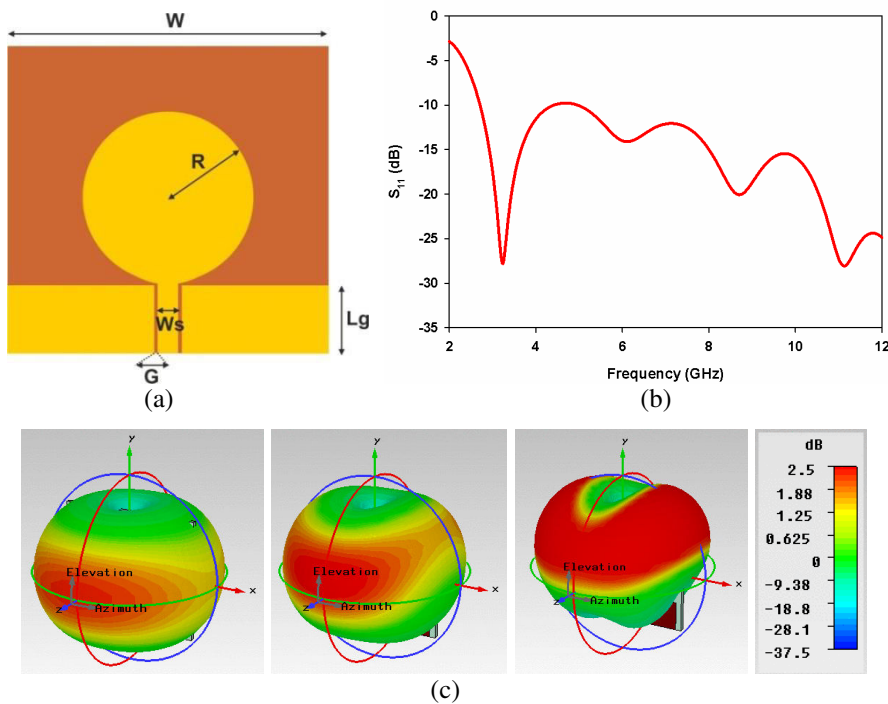 W
R
Ws
Lg
G
(a)
0
-5
-10
-15
-20
-25
-30
-35
S11 (dB)
2 4 6 8 10 12
Frequency (GHz)
(b)
y
Elevation
Azimuth
x
z
y
Elevation
Azimuth
x
z
y
Elevation
Azimuth
x
z
dB
2.5
1.88
1.25
0.625
0
-9.38
-18.8
-28.1
-37.5
(c)